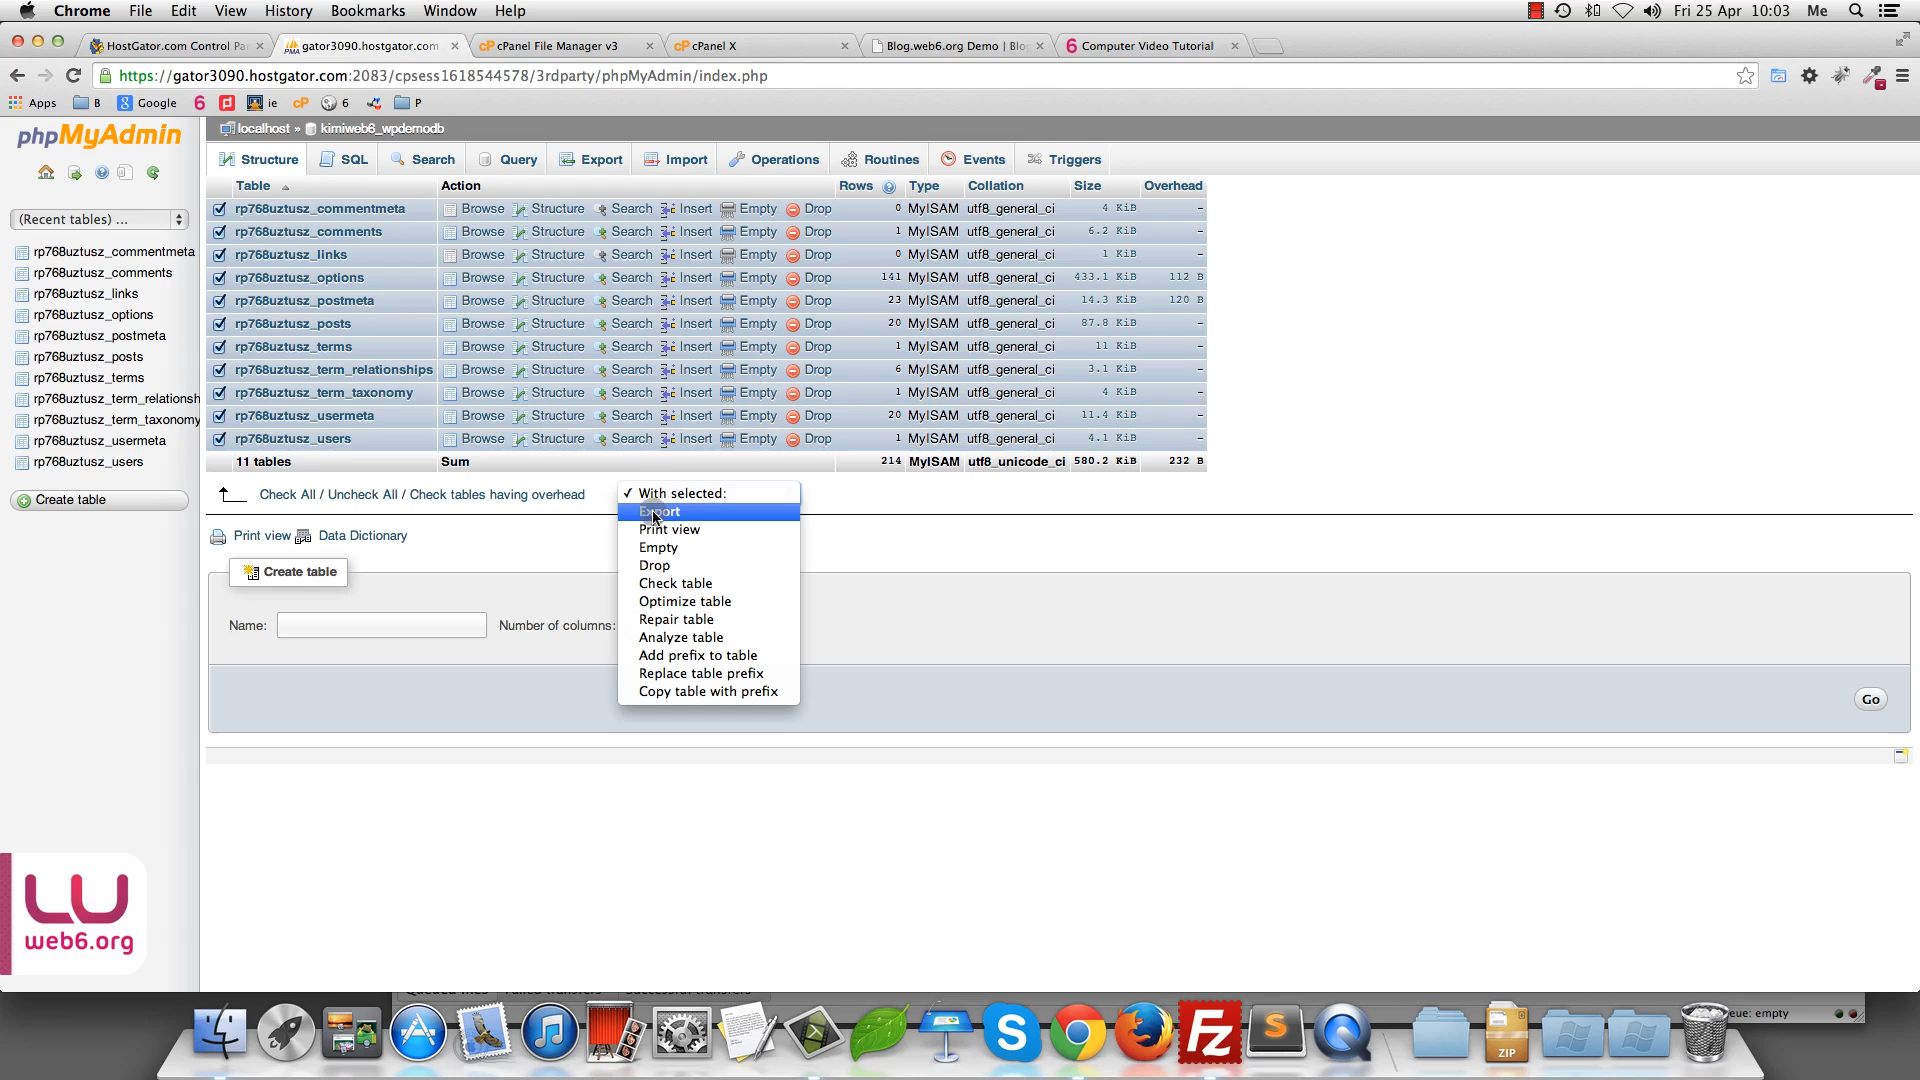 Chrome File Edit View History Bookmarks Window Help Fri 25 Apr 10:03 Me
HostGator.com Control Pa gator3090.hostgator.com cPanel File Manager v3 cPanel X Blog.web6.org Demo | Blo Computer Video Tutorial
https://gator3090.hostgator.com:2083/cpsess1618544578/3rdparty/phpMyAdmin/index.php
Apps B Google ie 6 P
phpMyAdmin
(Recent tables) ...
rp768uztusz_commentmeta
rp768uztusz_comments
rp768uztusz_links
rp768uztusz_options
rp768uztusz_postmeta
rp768uztusz_posts
rp768uztusz_terms
rp768uztusz_term_relationsh
rp768uztusz_term_taxonomy
rp768uztusz_usermeta
rp768uztusz_users
Create table
localhost » kimiweb6_wpdemodb
Structure SQL Search Query Export Import Operations Routines Events Triggers
Table Action Rows Type Collation Size Overhead
rp768uztusz_commentmeta Browse Structure Search Insert Empty Drop 0 MyISAM utf8_general_ci 4 KiB -
rp768uztusz_comments Browse Structure Search Insert Empty Drop 1 MyISAM utf8_general_ci 6.2 KiB -
rp768uztusz_links Browse Structure Search Insert Empty Drop 0 MyISAM utf8_general_ci 1 KiB -
rp768uztusz_options Browse Structure Search Insert Empty Drop 141 MyISAM utf8_general_ci 433.1 KiB 112 B
rp768uztusz_postmeta Browse Structure Search Insert Empty Drop 23 MyISAM utf8_general_ci 14.3 KiB 120 B
rp768uztusz_posts Browse Structure Search Insert Empty Drop 20 MyISAM utf8_general_ci 87.8 KiB -
rp768uztusz_terms Browse Structure Search Insert Empty Drop 1 MyISAM utf8_general_ci 11 KiB -
rp768uztusz_term_relationships Browse Structure Search Insert Empty Drop 6 MyISAM utf8_general_ci 3.1 KiB -
rp768uztusz_term_taxonomy Browse Structure Search Insert Empty Drop 1 MyISAM utf8_general_ci 4 KiB -
rp768uztusz_usermeta Browse Structure Search Insert Empty Drop 20 MyISAM utf8_general_ci 11.4 KiB -
rp768uztusz_users Browse Structure Search Insert Empty Drop 1 MyISAM utf8_general_ci 4.1 KiB -
11 tables Sum 214 MyISAM utf8_unicode_ci 580.2 KiB 232 B
Check All / Uncheck All / Check tables having overhead
✓ With selected:
Export
Print view
Empty
Drop
Check table
Optimize table
Repair table
Analyze table
Add prefix to table
Replace table prefix
Copy table with prefix
Print view Data Dictionary
Create table
Name: Number of columns:
Go
web6.org
eue: empty
ZIP